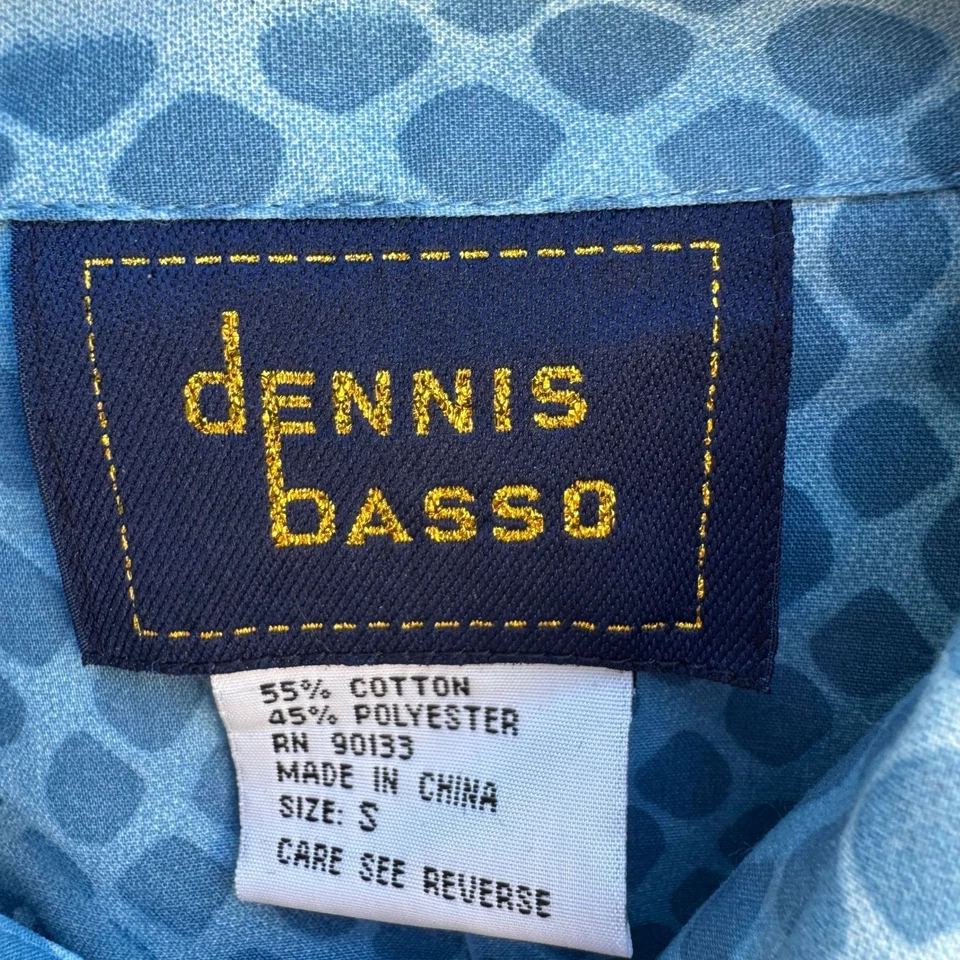 dENNIS
bASSO
55% COTTON
45% POLYESTER
RN 90133
MADE IN CHINA
SIZE: S
CARE SEE REVERSE